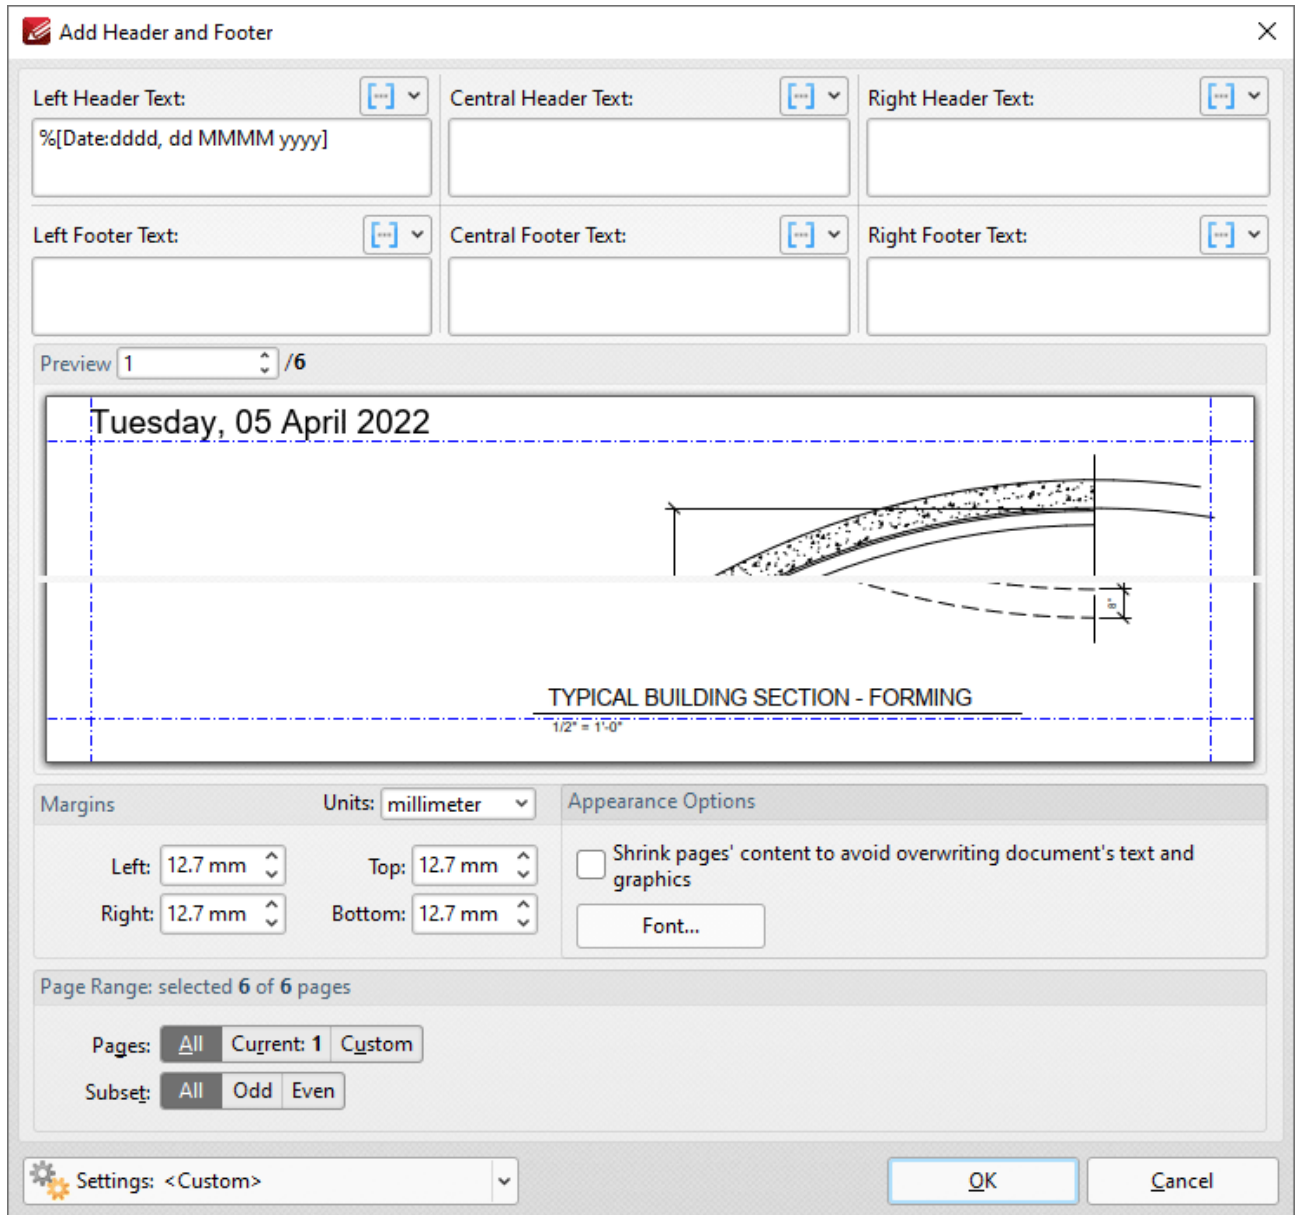 Add Header and Footer
Left Header Text:
Central Header Text:
Right Header Text:
%[Date:dddd, dd MMMM yyyy]
Left Footer Text:
Central Footer Text:
Right Footer Text:
Preview 1 /6
Tuesday, 05 April 2022
8"
TYPICAL BUILDING SECTION - FORMING
1/2" = 1'-0"
Margins
Units: millimeter
Left: 12.7 mm
Top: 12.7 mm
Right: 12.7 mm
Bottom: 12.7 mm
Appearance Options
Shrink pages' content to avoid overwriting document's text and
graphics
Font...
Page Range: selected 6 of 6 pages
Pages: All Current: 1 Custom
Subset: All Odd Even
Settings: <Custom>
OK
Cancel